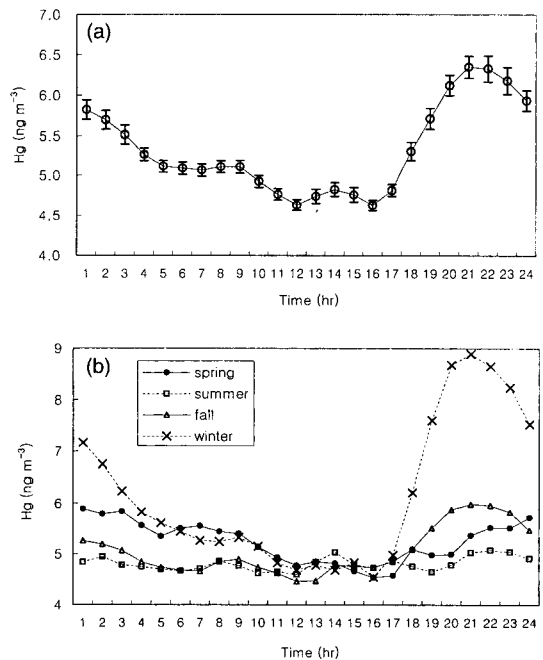 (a)
7.0
6.5
6.0
5.5
5.0
4.5
4.0
Hg (ng m⁻³)
1 2 3 4 5 6 7 8 9 10 11 12 13 14 15 16 17 18 19 20 21 22 23 24
Time (hr)
(b)
9
8
7
6
5
4
Hg (ng m⁻³)
spring
summer
fall
winter
1 2 3 4 5 6 7 8 9 10 11 12 13 14 15 16 17 18 19 20 21 22 23 24
Time (hr)